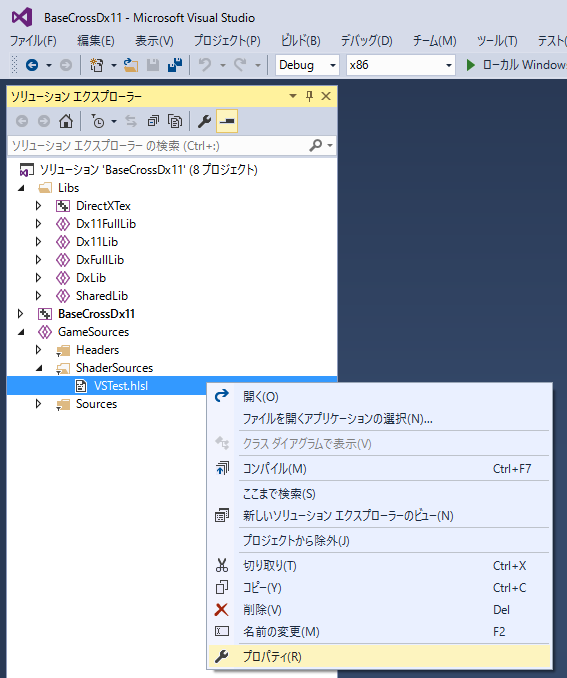 BaseCrossDx11 - Microsoft Visual Studio
ファイル(F) 編集(E) 表示(V) プロジェクト(P) ビルド(B) デバッグ(D) チーム(M) ツール(T) テスト
Debug x86 ローカル Window
ソリューション エクスプローラー
ソリューション エクスプローラー の検索 (Ctrl+:)
ソリューション 'BaseCrossDx11' (8 プロジェクト)
Libs
DirectXTex
Dx11FullLib
Dx11Lib
DxFullLib
DxLib
SharedLib
BaseCrossDx11
GameSources
Headers
ShaderSources
VSTest.hlsl
Sources
開く(O)
ファイルを開くアプリケーションの選択(N)...
クラス ダイアグラムで表示(V)
コンパイル(M) Ctrl+F7
ここまで検索(S)
新しいソリューション エクスプローラーのビュー(N)
プロジェクトから除外(J)
切り取り(T) Ctrl+X
コピー(Y) Ctrl+C
削除(V) Del
名前の変更(M) F2
プロパティ(R)